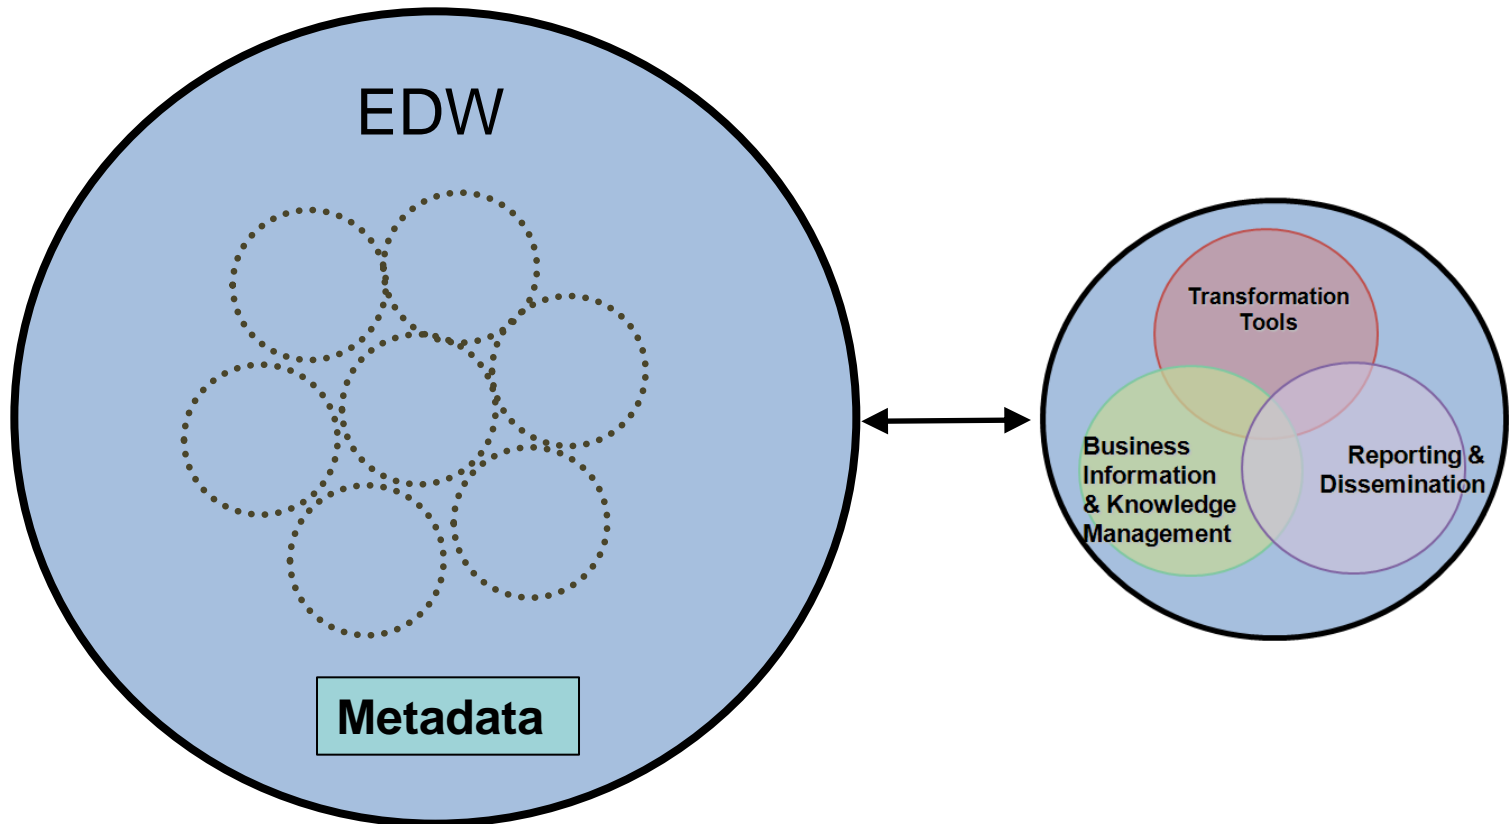 EDW
Metadata
Transformation
Tools
Business
Information
& Knowledge
Management
Reporting &
Dissemination